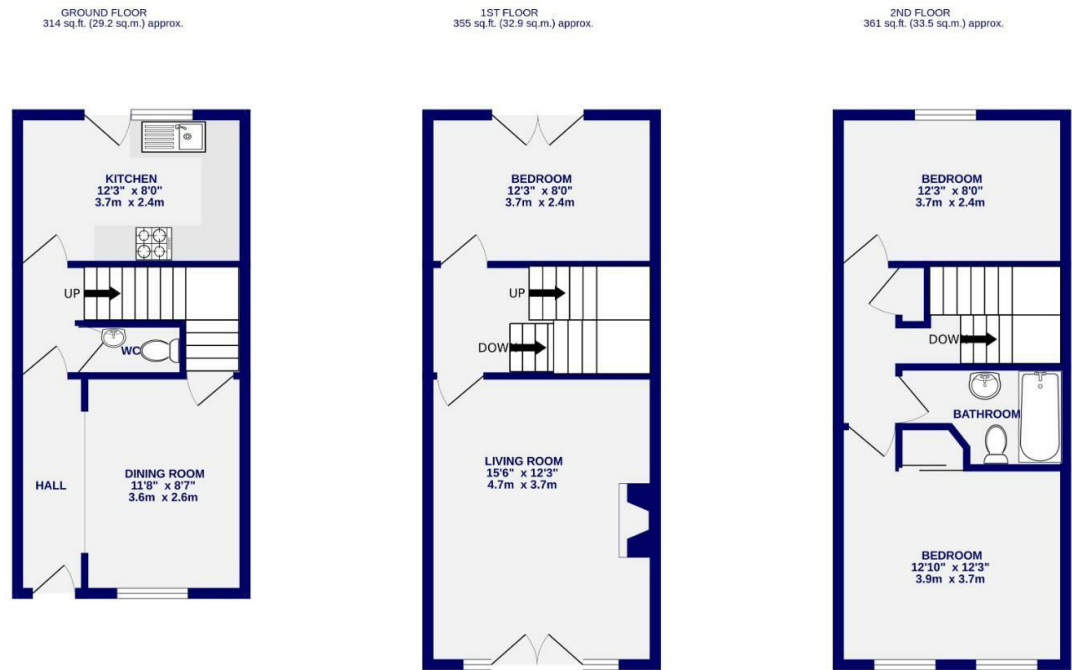 GROUND FLOOR
314 sq.ft. (29.2 sq.m.) approx.
KITCHEN
12'3" x 8'0"
3.7m x 2.4m
UP
WC
DINING ROOM
11'8" x 8'7"
3.6m x 2.6m
HALL
1ST FLOOR
355 sq.ft. (32.9 sq.m.) approx.
BEDROOM
12'3" x 8'0"
3.7m x 2.4m
UP
DOW
LIVING ROOM
15'6" x 12'3"
4.7m x 3.7m
2ND FLOOR
361 sq.ft. (33.5 sq.m.) approx.
BEDROOM
12'3" x 8'0"
3.7m x 2.4m
DOW
BATHROOM
BEDROOM
12'10" x 12'3"
3.9m x 3.7m